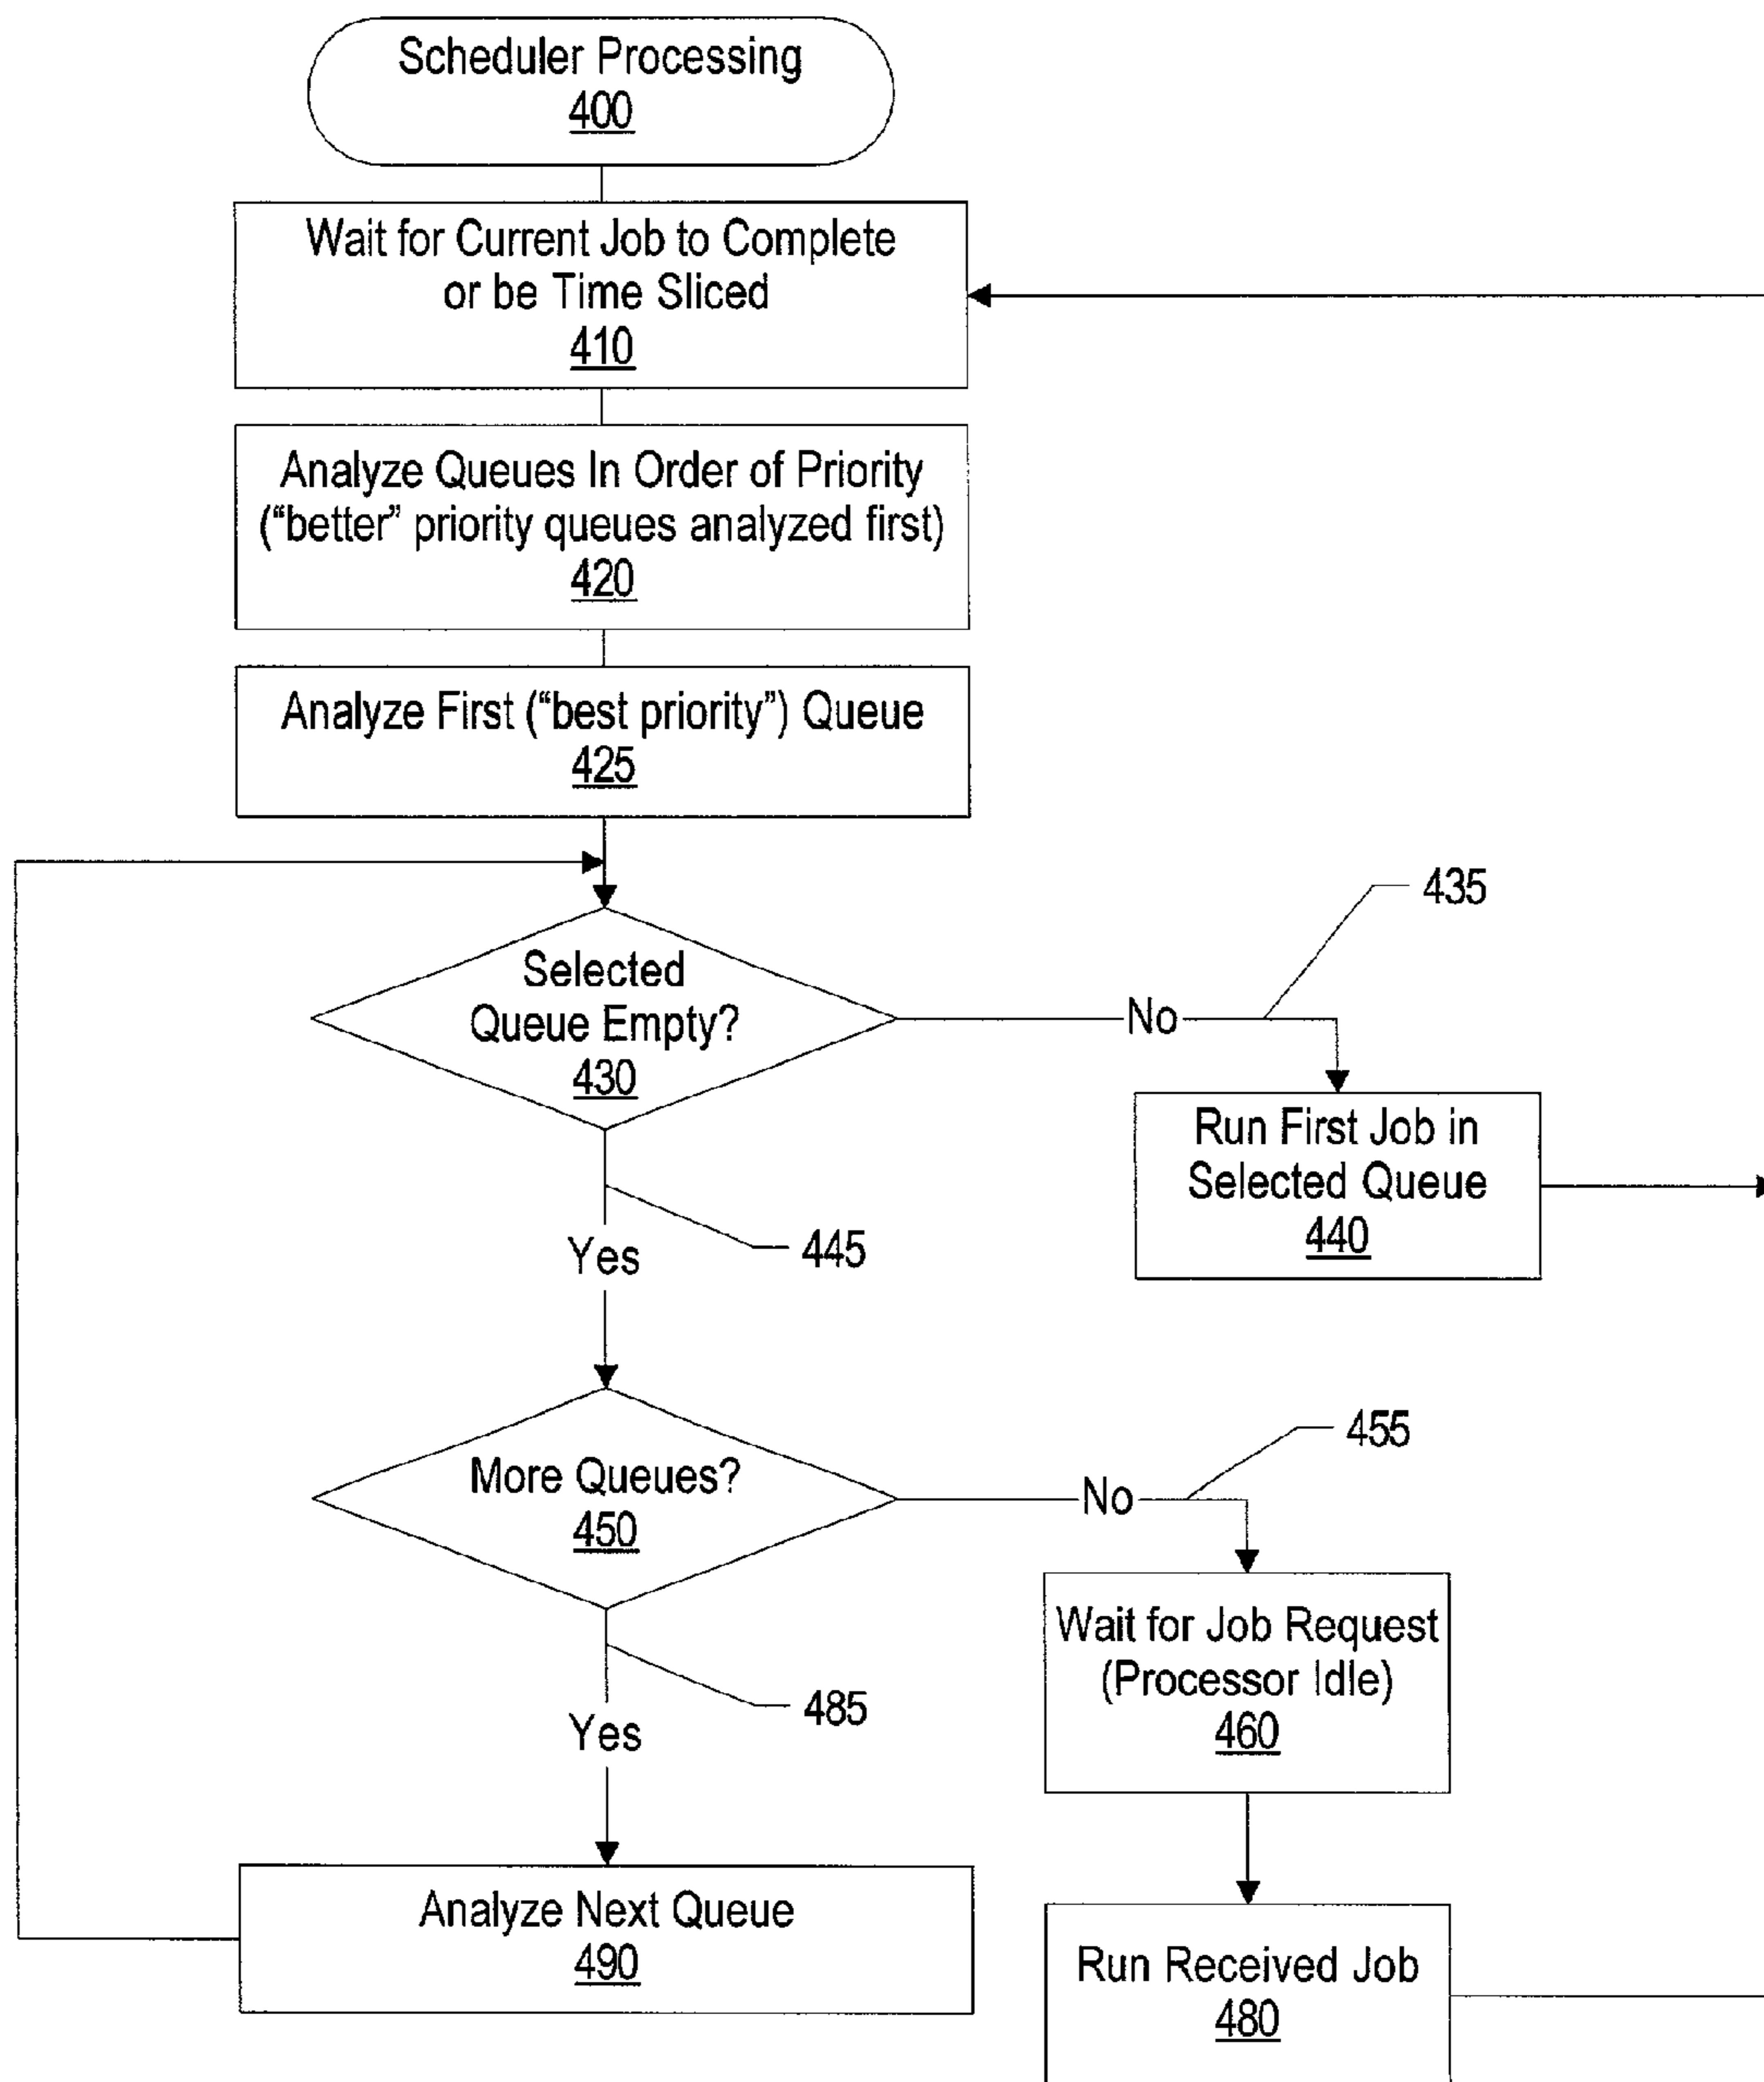 Scheduler Processing
400
Wait for Current Job to Complete
or be Time Sliced
410
Analyze Queues In Order of Priority
(“better” priority queues analyzed first)
420
Analyze First (“best priority”) Queue
425
435
Selected
Queue Empty?
430
No
Run First Job in
Selected Queue
440
445
Yes
455
More Queues?
450
No
Wait for Job Request
(Processor Idle)
460
485
Yes
Analyze Next Queue
490
Run Received Job
480